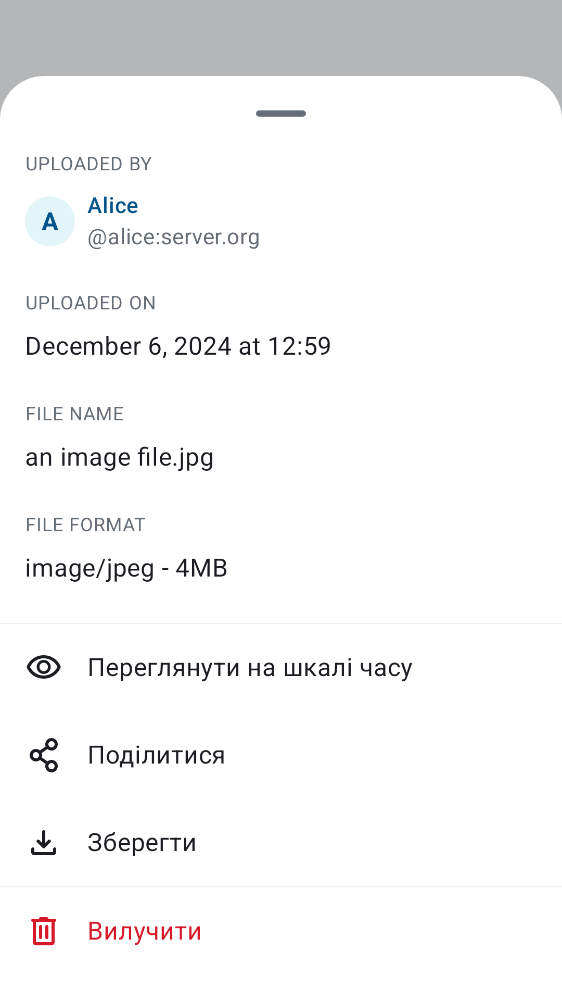 UPLOADED BY
A
Alice
@alice:server.org
UPLOADED ON
December 6, 2024 at 12:59
FILE NAME
an image file.jpg
FILE FORMAT
image/jpeg - 4MB
Переглянути на шкалі часу
Поділитися
Зберегти
Вилучити